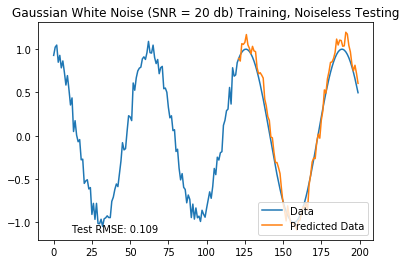 Gaussian White Noise (SNR = 20 db) Training, Noiseless Testing
1.0
0.5
0.0
−0.5
−1.0
Test RMSE: 0.109
Data
Predicted Data
0 25 50 75 100 125 150 175 200